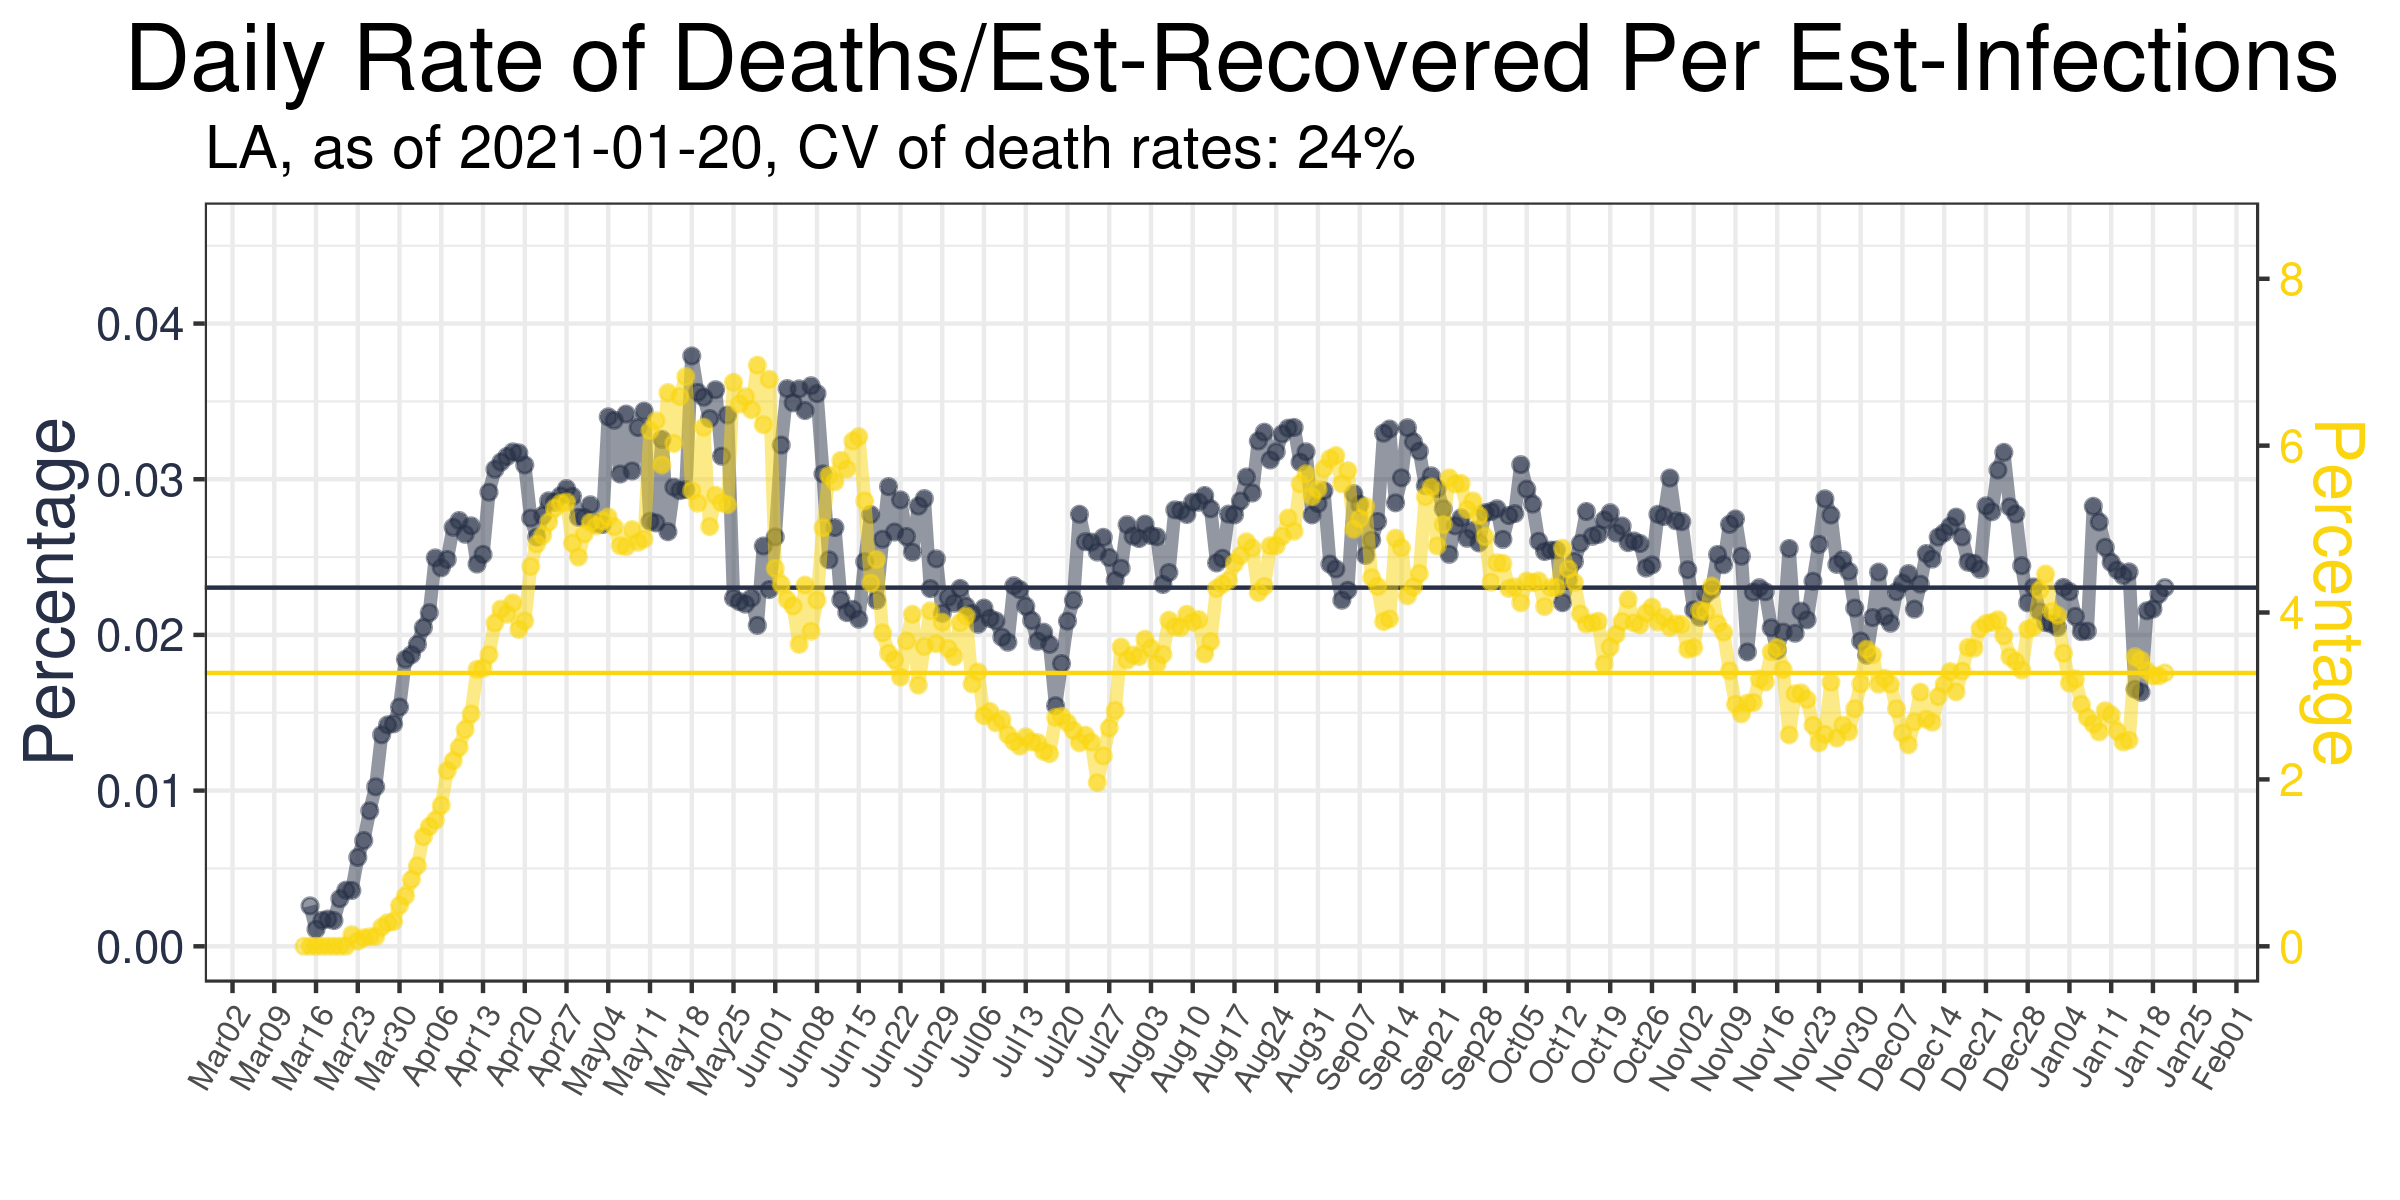 Daily Rate of Deaths/Est-Recovered Per Est-Infections
LA, as of 2021-01-20, CV of death rates: 24%
Percentage
0.04
0.03
0.02
0.01
0.00
8
6
4
2
0
Percentage
Mar02 Mar09 Mar16 Mar23 Mar30 Apr06 Apr13 Apr20 Apr27 May04 May11 May18 May25 Jun01 Jun08 Jun15 Jun22 Jun29 Jul06 Jul13 Jul20 Jul27 Aug03 Aug10 Aug17 Aug24 Aug31 Sep07 Sep14 Sep21 Sep28 Oct05 Oct12 Oct19 Oct26 Nov02 Nov09 Nov16 Nov23 Nov30 Dec07 Dec14 Dec21 Dec28 Jan04 Jan11 Jan18 Jan25 Feb01